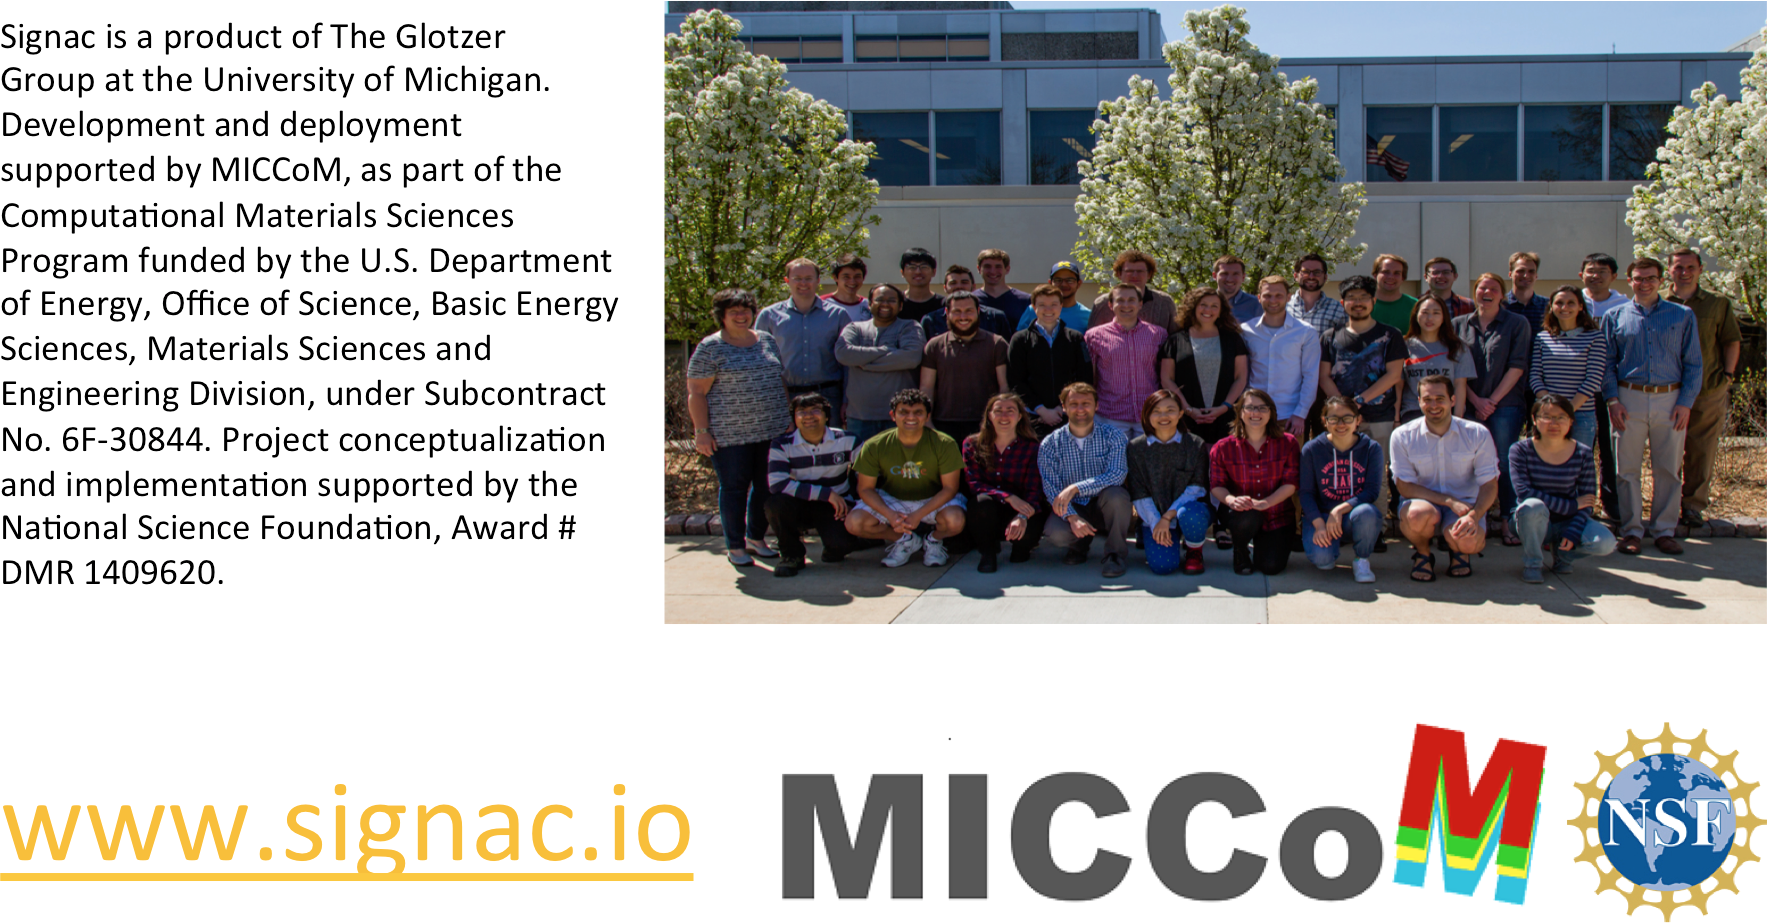 Signac is a product of The Glotzer
Group at the University of Michigan.
Development and deployment
supported by MICCoM, as part of the
Computational Materials Sciences
Program funded by the U.S. Department
of Energy, Office of Science, Basic Energy
Sciences, Materials Sciences and
Engineering Division, under Subcontract
No. 6F-30844. Project conceptualization
and implementation supported by the
National Science Foundation, Award #
DMR 1409620.
JUST DO IT.
www.signac.io
MICCoM
NSF